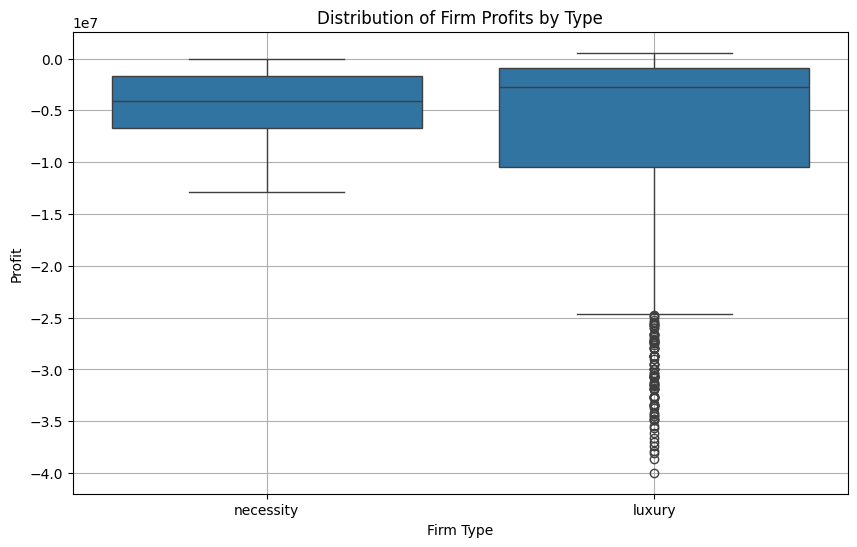 Distribution of Firm Profits by Type
1e7
0.0
−0.5
−1.0
−1.5
−2.0
−2.5
−3.0
−3.5
−4.0
Profit
necessity
luxury
Firm Type